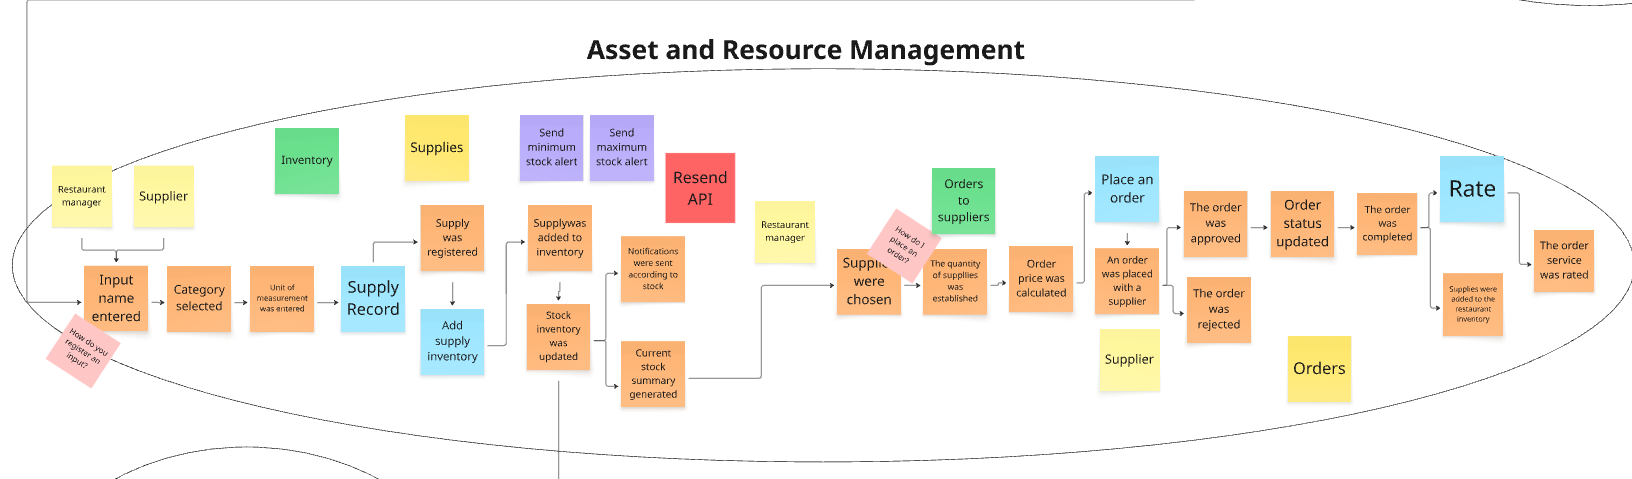 Asset and Resource Management
Restaurant
manager
Supplier
Inventory
Supplies
Send
minimum
stock alert
Send
maximum
stock alert
Resend
API
Input
name
entered
How do you
register an
input?
Category
selected
Unit of
measurement
was entered
Supply
Record
Supply
was
registered
Add
supply
inventory
Supplywas
added to
inventory
Stock
inventory
was
updated
Notifications
were sent
according to
stock
Current
stock
summary
generated
Restaurant
manager
were
chosen
How do I
place an
order?
Orders
to
suppliers
The quantity
of suppllies
was
established
Order
price was
calculated
Place an
order
An order
was placed
with a
supplier
Supplier
The order
was
approved
The order
was
rejected
Order
status
updated
Orders
The order
was
completed
Rate
Supplies were
added to the
restaurant
inventory
The order
service
was rated